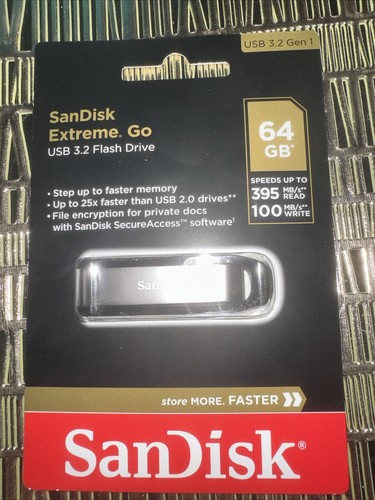 USB 3.2 Gen 1
SanDisk
Extreme® Go
USB 3.2 Flash Drive
64
GB*
SPEEDS UP TO
395 MB/s** READ
100 MB/s** WRITE
• Step up to faster memory
• Up to 25x faster than USB 2.0 drives**
• File encryption for private docs
with SanDisk SecureAccess™ software†
San
store MORE. FASTER
SanDisk®